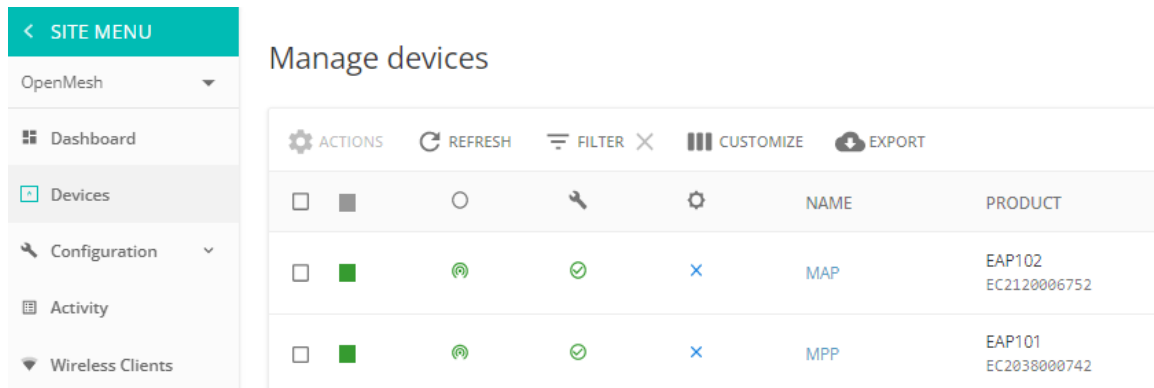 SITE MENU
OpenMesh
Dashboard
Devices
Configuration
Activity
Wireless Clients
Manage devices
ACTIONS REFRESH FILTER CUSTOMIZE EXPORT
NAME PRODUCT
MAP EAP102
EC2120006752
MPP EAP101
EC2038000742